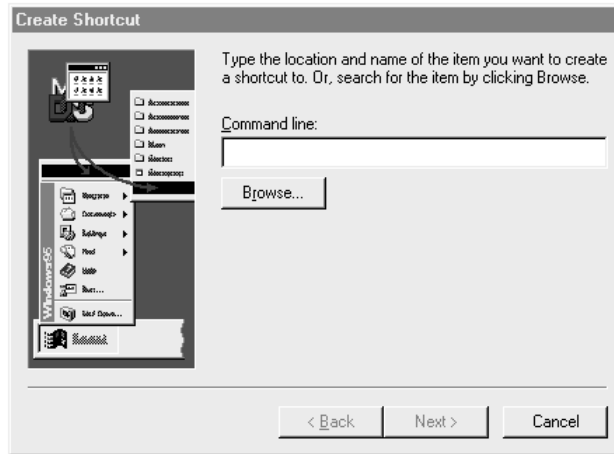 Create Shortcut
Type the location and name of the item you want to create
a shortcut to. Or, search for the item by clicking Browse.
Command line:
Browse...
Windows95
< Back
Next >
Cancel